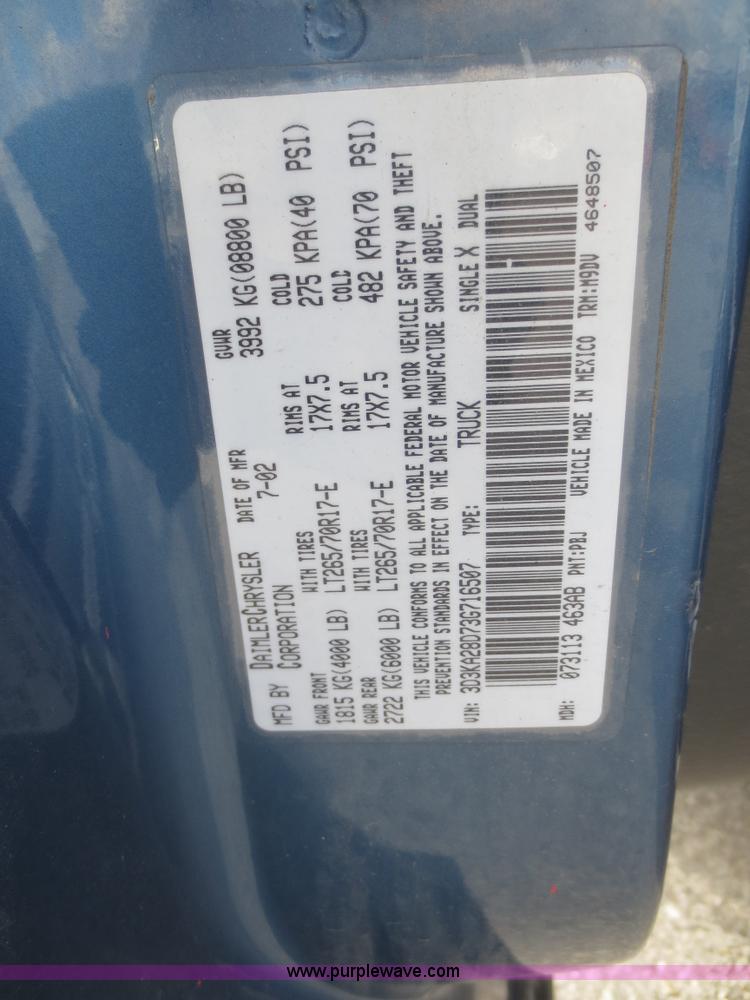 MFD BY DAIMLERCHRYSLER CORPORATION DATE OF MFR 7-02 GVWR 3992 KG(08800 LB)
GAWR FRONT WITH TIRES RIMS AT COLD
1815 KG(4000 LB) LT265/70R17-E 17X7.5 275 KPA(40 PSI)
GAWR REAR WITH TIRES RIMS AT COLD
2722 KG(6000 LB) LT265/70R17-E 17X7.5 482 KPA(70 PSI)
THIS VEHICLE CONFORMS TO ALL APPLICABLE FEDERAL MOTOR VEHICLE SAFETY AND THEFT
PREVENTION STANDARDS IN EFFECT ON THE DATE OF MANUFACTURE SHOWN ABOVE.
VIN: 3D3KA28D73G716507 TYPE: TRUCK SINGLE X DUAL
MDH: 073113 463AB PNT:PBJ VEHICLE MADE IN MEXICO TRM:M9DV 4648507
www.purplewave.com